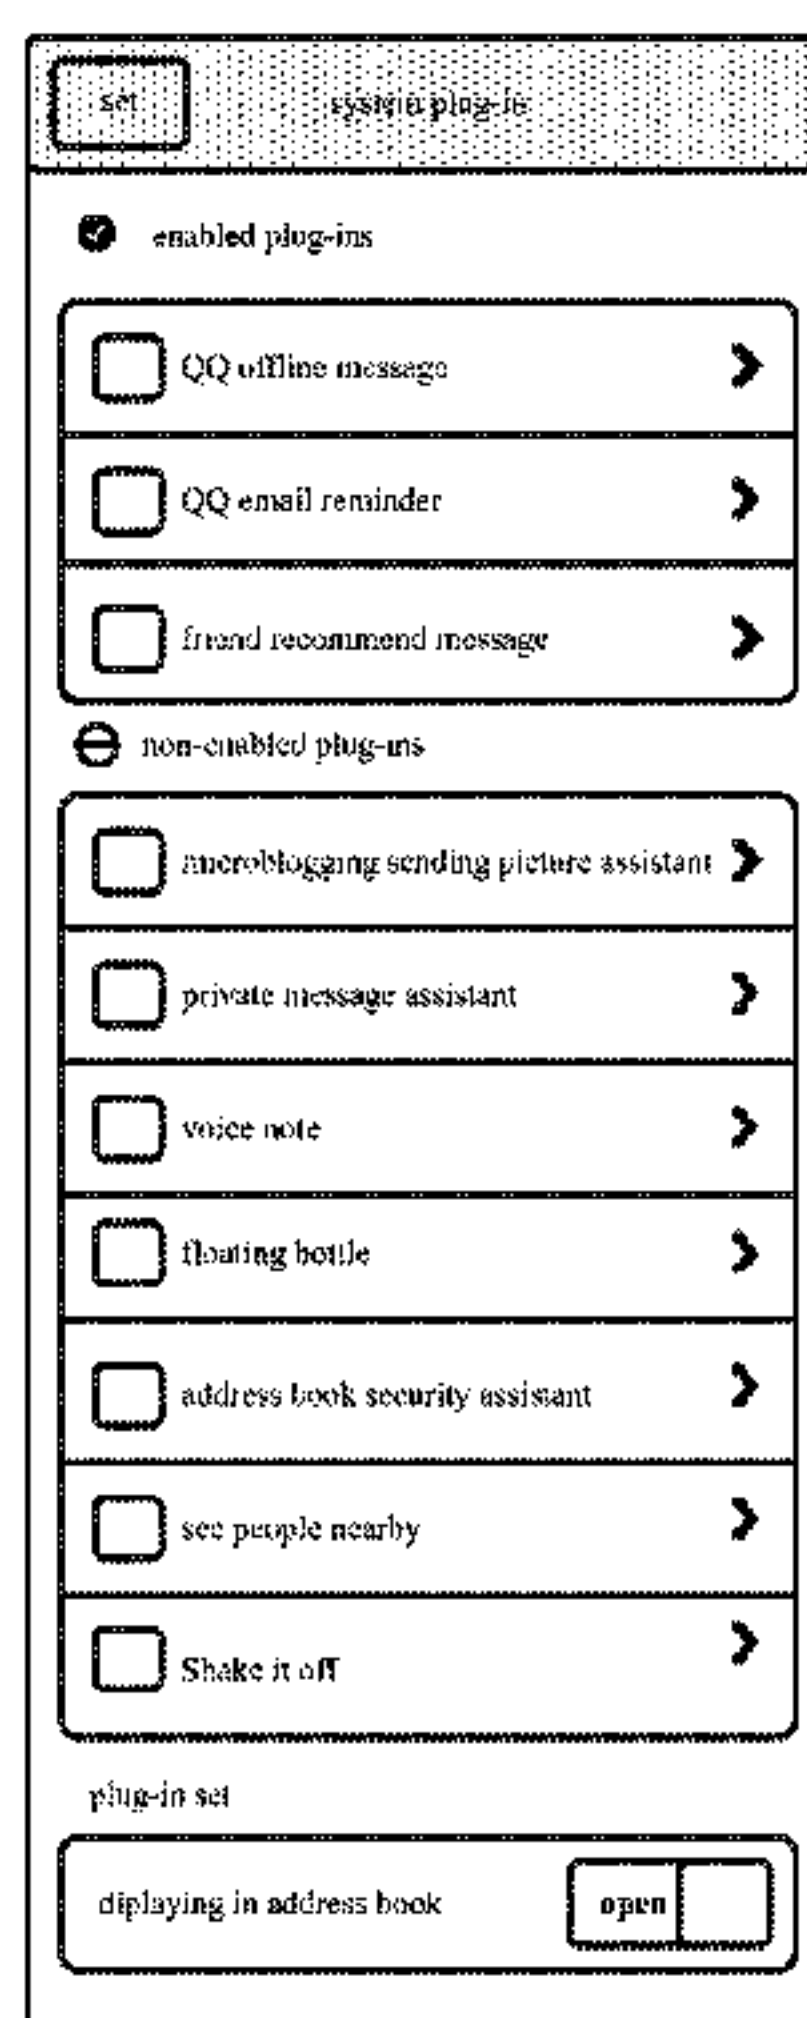 set
system plug-in
enabled plug-ins
QQ offline message
QQ email reminder
friend recommend message
non-enabled plug-ins
microblogging sending picture assistant
private message assistant
voice note
floating bottle
address book security assistant
see people nearby
Shake it off
plug-in set
diplaying in address book
open